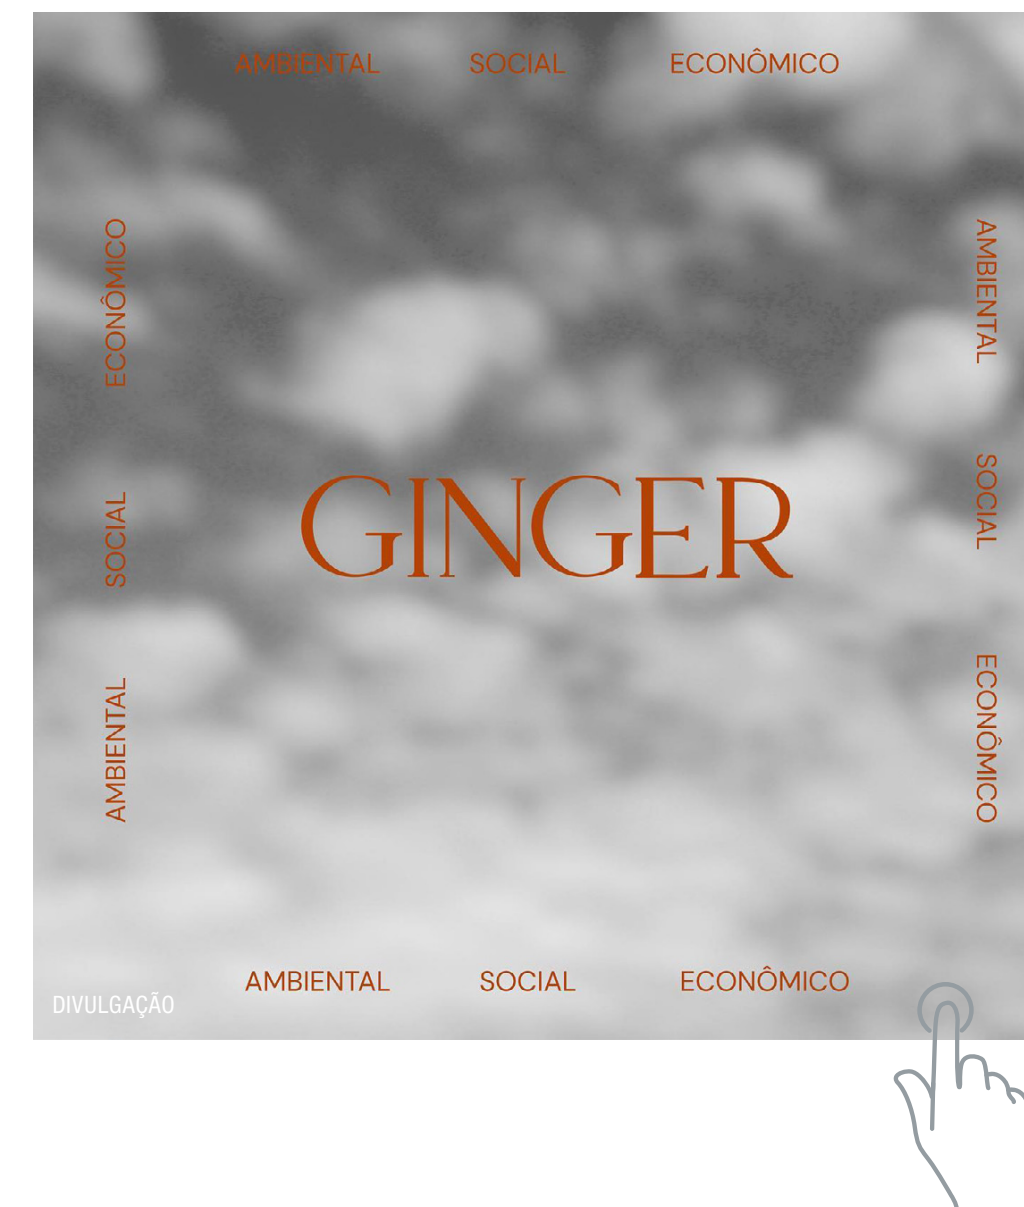 AMBIENTAL SOCIAL ECONÔMICO
ECONÔMICO
SOCIAL
AMBIENTAL
GINGER
AMBIENTAL
SOCIAL
ECONÔMICO
AMBIENTAL SOCIAL ECONÔMICO
DIVULGAÇÃO